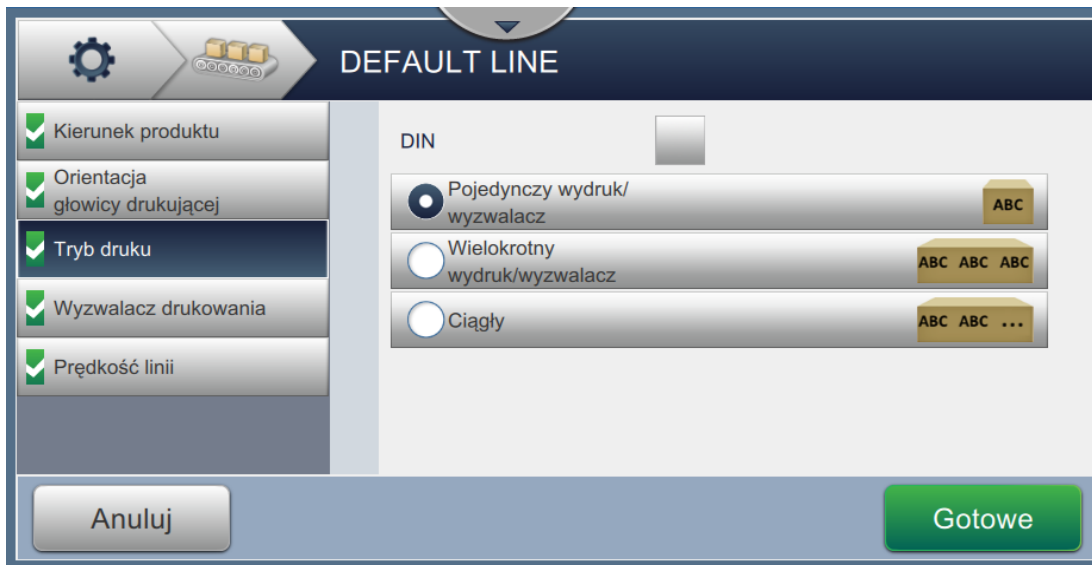 DEFAULT LINE
Kierunek produktu
Orientacja
głowicy drukującej
Tryb druku
Wyzwalacz drukowania
Prędkość linii
DIN
Pojedynczy wydruk/
wyzwalacz
ABC
Wielokrotny
wydruk/wyzwalacz
ABC ABC ABC
Ciągły
ABC ABC ...
Anuluj
Gotowe